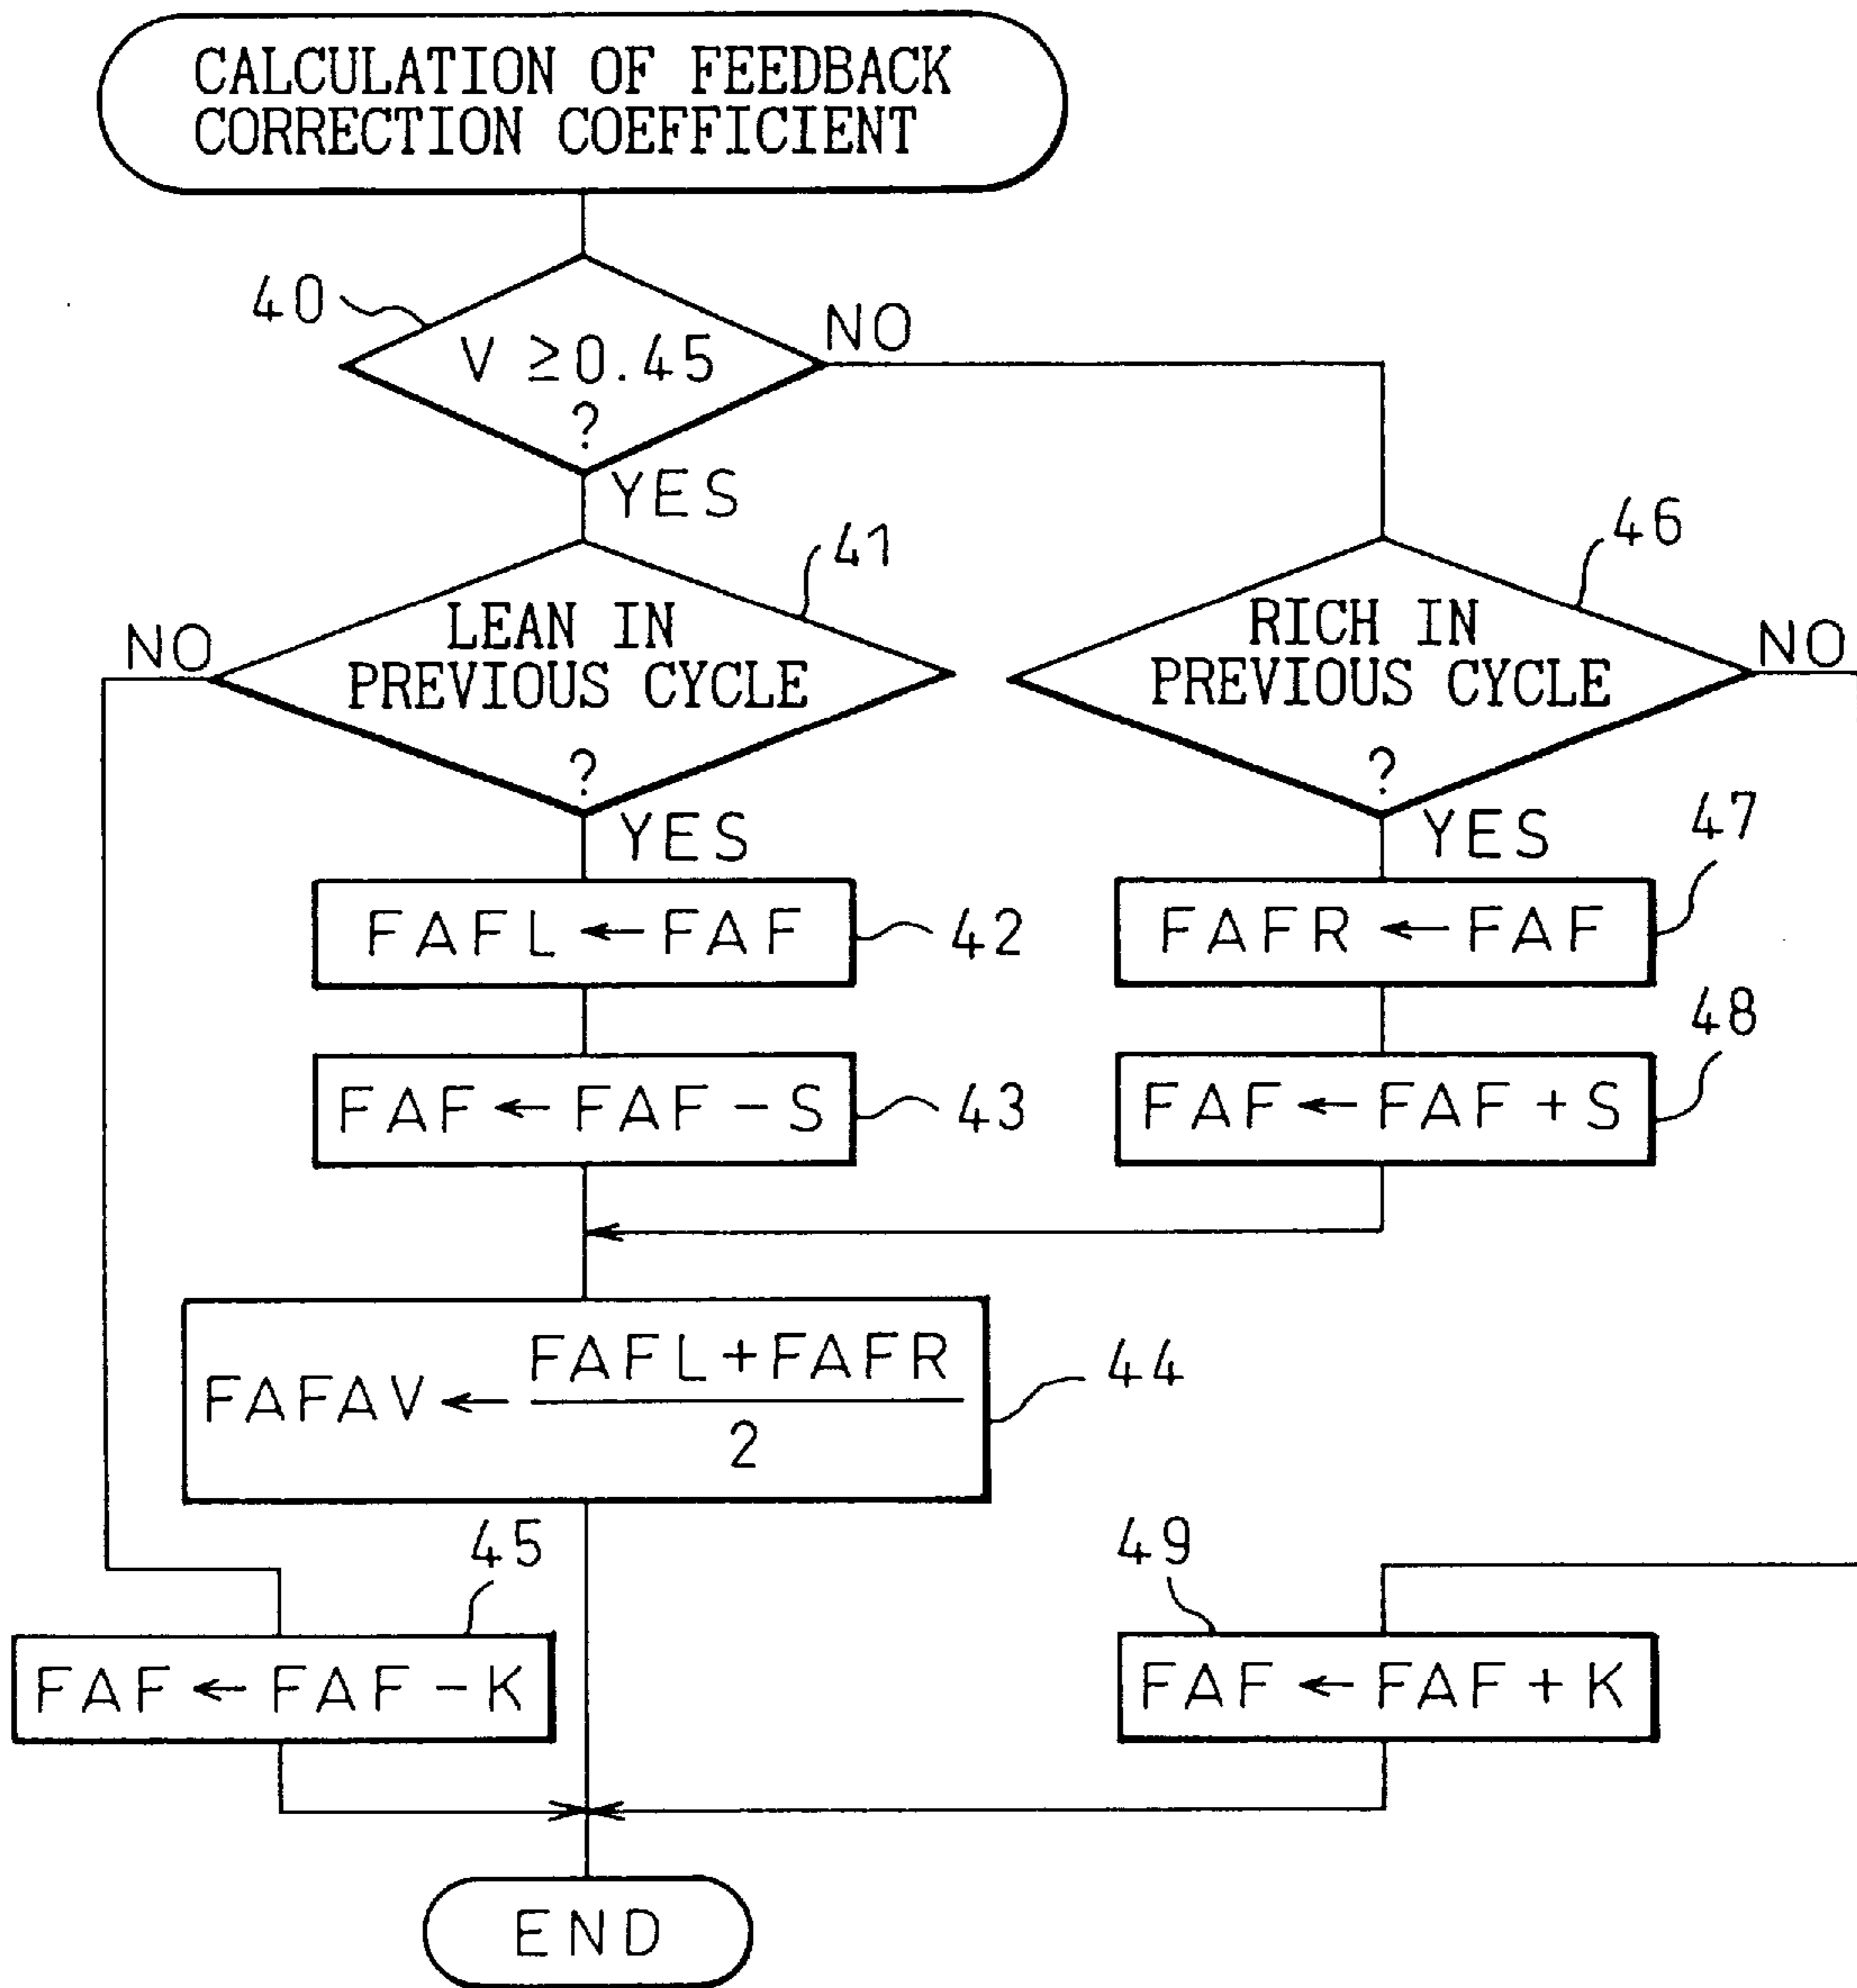 CALCULATION OF FEEDBACK
CORRECTION COEFFICIENT
40
V ≥0.45
?
NO
YES
41
LEAN IN
PREVIOUS CYCLE
?
NO
YES
46
RICH IN
PREVIOUS CYCLE
?
NO
YES
FAFL ← FAF
42
FAFR ← FAF
47
FAF ← FAF - S
43
FAF ← FAF + S
48
FAFAV ← FAFL+FAFR
2
44
45
FAF ← FAF - K
49
FAF ← FAF + K
END